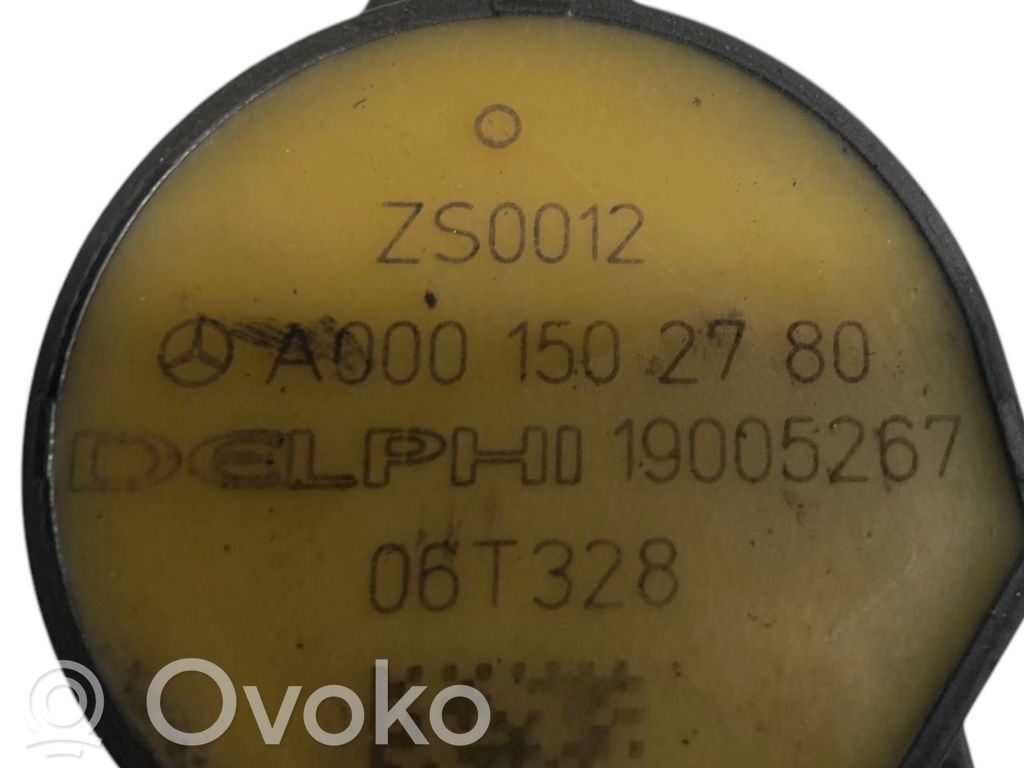 ZS0012
A000 150 27 80
DELPHI 19005267
06T328
Ovoko